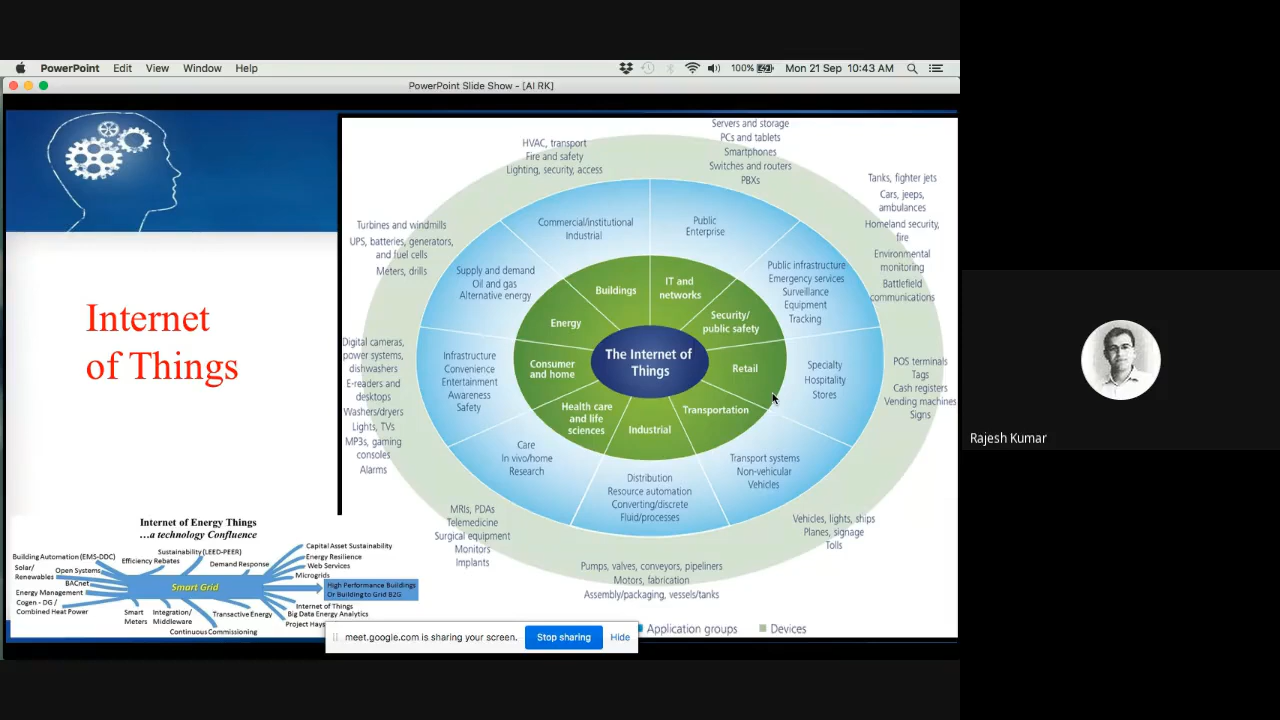 PowerPoint Edit View Window Help 100% Mon 21 Sep 10:43 AM
PowerPoint Slide Show - [AI RK]
Internet
of Things
HVAC, transport
Fire and safety
Lighting, security, access
Servers and storage
PCs and tablets
Smartphones
Switches and routers
PBXs
Tanks, fighter jets
Cars, jeeps,
ambulances
Homeland security,
fire
Environmental
monitoring
Battlefield
communications
Turbines and windmills
UPS, batteries, generators,
and fuel cells
Meters, drills
Commercial/institutional
Industrial
Public
Enterprise
Supply and demand
Oil and gas
Alternative energy
Public infrastructure
Emergency services
Surveillance
Equipment
Tracking
Buildings
IT and
networks
Energy
Security/
public safety
The Internet of
Things
Consumer
and home
Retail
Health care
and life
sciences
Industrial
Transportation
Digital cameras,
power systems,
dishwashers
E-readers and
desktops
Washers/dryers
Lights, TVs
MP3s, gaming
consoles
Alarms
Infrastructure
Convenience
Entertainment
Awareness
Safety
Specialty
Hospitality
Stores
POS terminals
Tags
Cash registers
Vending machines
Signs
Care
In vivo/home
Research
Distribution
Resource automation
Converting/discrete
Fluid/processes
Transport systems
Non-vehicular
Vehicles
MRIs, PDAs
Telemedicine
Surgical equipment
Monitors
Implants
Pumps, valves, conveyors, pipeliners
Motors, fabrication
Assembly/packaging, vessels/tanks
Vehicles, lights, ships
Planes, signage
Tolls
Application groups
Devices
Internet of Energy Things
...a technology Confluence
Building Automation (EMS-DDC)
Solar/
Renewables
Open Systems
BACnet
Energy Management
Cogen - DG /
Combined Heat Power
Efficiency Rebates
Sustainability (LEED-PEER)
Demand Response
Capital Asset Sustainability
Energy Resilience
Web Services
Microgrids
Smart Grid
High Performance Buildings
Or Building to Grid B2G
Smart
Meters
Integration/
Middleware
Continuous Commissioning
Transactive Energy
Internet of Things
Big Data Energy Analytics
Project Hays
meet.google.com is sharing your screen. Stop sharing Hide
Rajesh Kumar